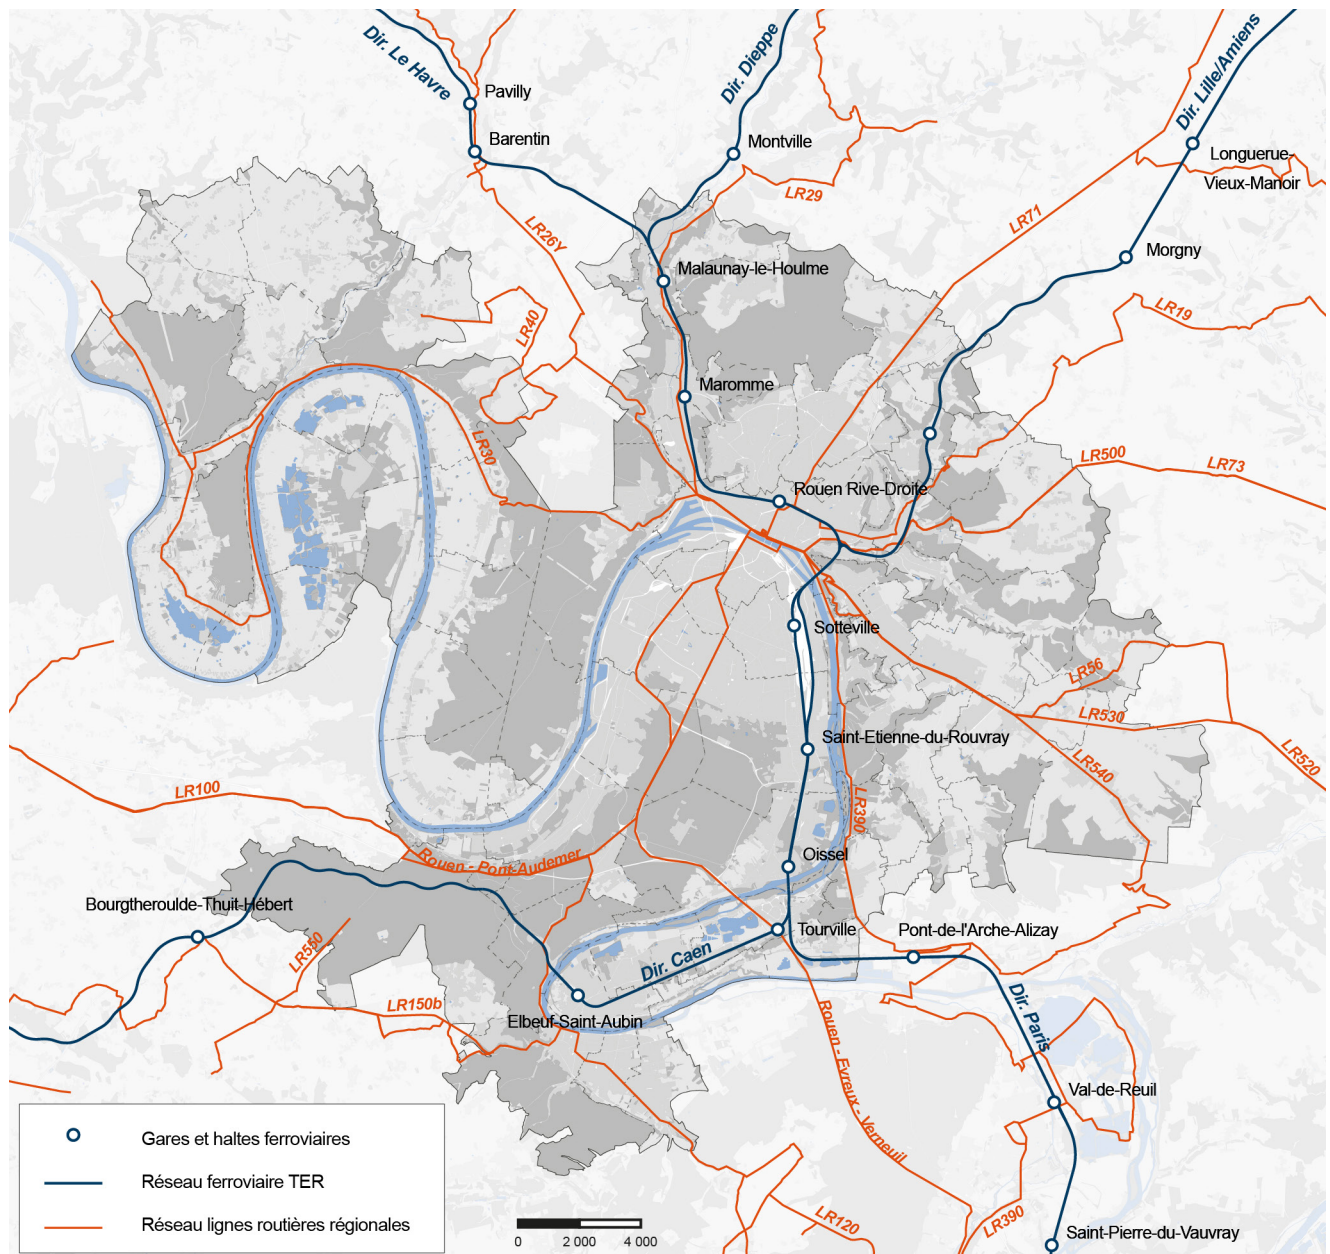 Dir. Le Havre
Dir. Dieppe
Dir. Lille/Amiens
Pavilly
Barentin
Montville
Longuerue-
Vieux-Manoir
LR29
LR71
LR26Y
Morgny
Malaunay-le-Houlme
LR19
LR40
Maromme
LR30
LR500
LR73
Rouen Rive-Droite
Sotteville
LR56
LR530
Saint-Etienne-du-Rouvray
LR520
LR540
LR100
LR390
Rouen - Pont-Audemer
Oissel
Bourgtheroulde-Thuit-Hébert
Tourville
Pont-de-l'Arche-Alizay
LR550
Dir. Caen
LR150b
Elbeuf-Saint-Aubin
Dir. Paris
Rouen - Evreux - Verneuil
Val-de-Reuil
Gares et haltes ferroviaires
Réseau ferroviaire TER
Réseau lignes routières régionales
0 2 000 4 000
LR120
LR390
Saint-Pierre-du-Vauvray